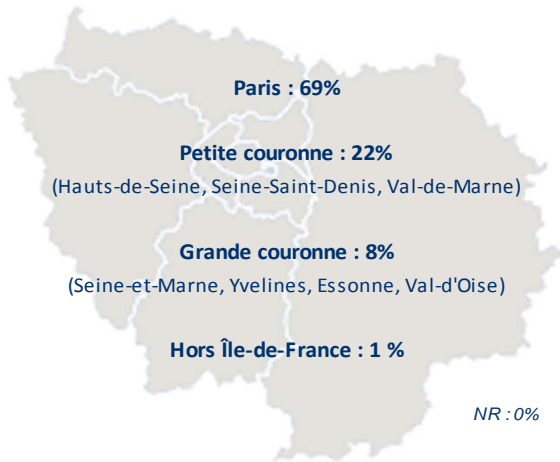 Paris : 69%
Petite couronne : 22%
(Hauts-de-Seine, Seine-Saint-Denis, Val-de-Marne)
Grande couronne : 8%
(Seine-et-Marne, Yvelines, Essonne, Val-d'Oise)
Hors Île-de-France : 1 %
NR : 0%